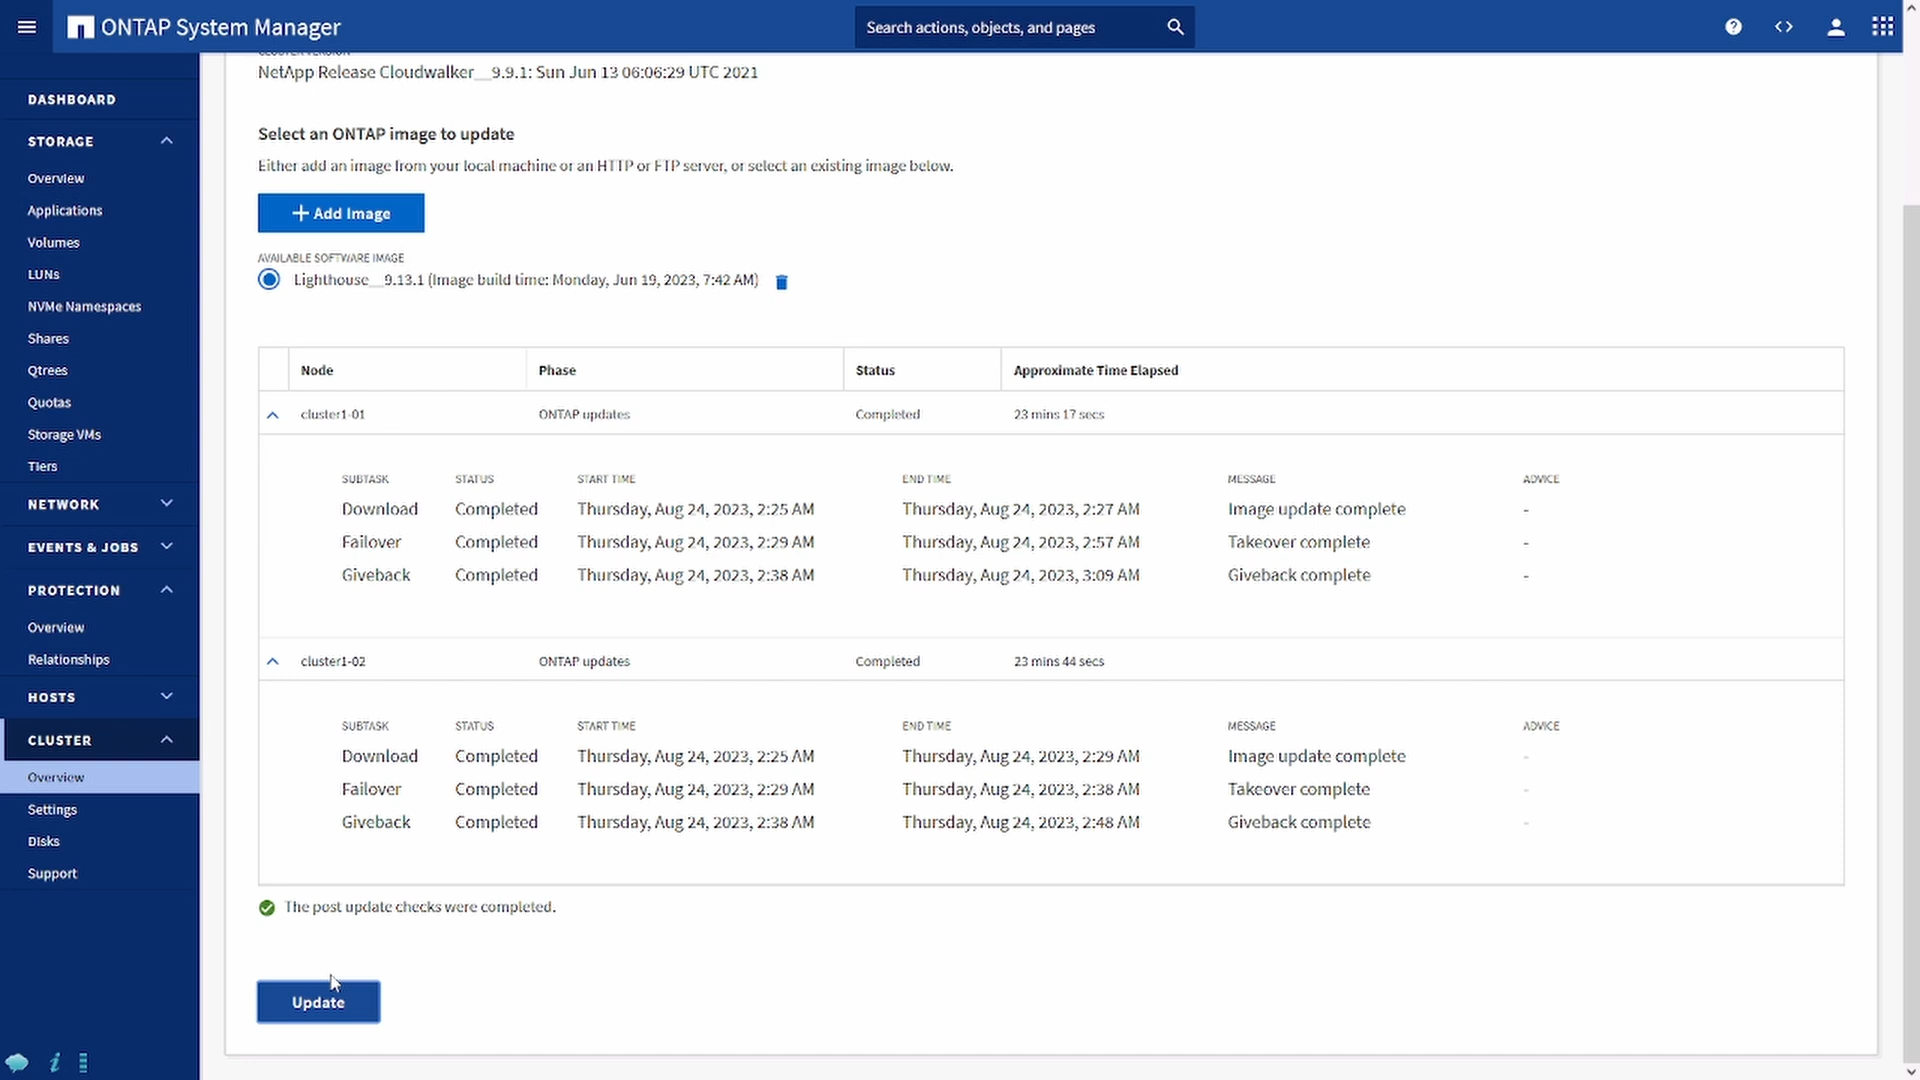 ONTAP System Manager
Search actions, objects, and pages
DASHBOARD
STORAGE
Overview
Applications
Volumes
LUNs
NVMe Namespaces
Shares
Qtrees
Quotas
Storage VMs
Tiers
NETWORK
EVENTS & JOBS
PROTECTION
Overview
Relationships
HOSTS
CLUSTER
Overview
Settings
Disks
Support
CLUSTER VERSION
NetApp Release Cloudwalker__9.9.1: Sun Jun 13 06:06:29 UTC 2021
Select an ONTAP image to update
Either add an image from your local machine or an HTTP or FTP server, or select an existing image below.
+ Add Image
AVAILABLE SOFTWARE IMAGE
Lighthouse__9.13.1 (Image build time: Monday, Jun 19, 2023, 7:42 AM)
Node Phase Status Approximate Time Elapsed
cluster1-01 ONTAP updates Completed 23 mins 17 secs
SUBTASK STATUS START TIME END TIME MESSAGE ADVICE
Download Completed Thursday, Aug 24, 2023, 2:25 AM Thursday, Aug 24, 2023, 2:27 AM Image update complete -
Failover Completed Thursday, Aug 24, 2023, 2:29 AM Thursday, Aug 24, 2023, 2:57 AM Takeover complete -
Giveback Completed Thursday, Aug 24, 2023, 2:38 AM Thursday, Aug 24, 2023, 3:09 AM Giveback complete -
cluster1-02 ONTAP updates Completed 23 mins 44 secs
SUBTASK STATUS START TIME END TIME MESSAGE ADVICE
Download Completed Thursday, Aug 24, 2023, 2:25 AM Thursday, Aug 24, 2023, 2:29 AM Image update complete -
Failover Completed Thursday, Aug 24, 2023, 2:29 AM Thursday, Aug 24, 2023, 2:38 AM Takeover complete -
Giveback Completed Thursday, Aug 24, 2023, 2:38 AM Thursday, Aug 24, 2023, 2:48 AM Giveback complete -
The post update checks were completed.
Update